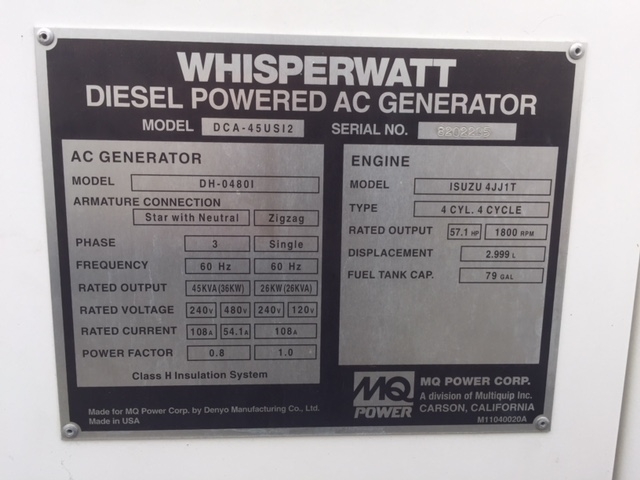 WHISPERWATT
DIESEL POWERED AC GENERATOR
MODEL DCA-45USI2 SERIAL NO.
AC GENERATOR
MODEL DH-0480I
ARMATURE CONNECTION
Star with Neutral Zigzag
PHASE 3 Single
FREQUENCY 60 Hz 60 Hz
RATED OUTPUT 45KVA(36KW) 26KW(26KVA)
RATED VOLTAGE 240V 480V 240V 120V
RATED CURRENT 108A 54.1A 108A
POWER FACTOR 0.8 1.0
Class H Insulation System
ENGINE
MODEL ISUZU 4JJ1T
TYPE 4 CYL. 4 CYCLE
RATED OUTPUT 57.1 HP 1800 RPM
DISPLACEMENT 2.999 L
FUEL TANK CAP. 79 GAL
Made for MQ Power Corp. by Denyo Manufacturing Co., Ltd.
Made in USA
MQ
POWER
MQ POWER CORP.
A division of Multiquip Inc.
CARSON, CALIFORNIA
M11040020A